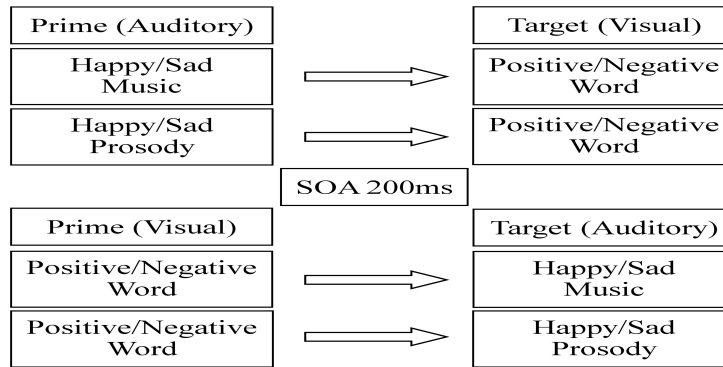 Prime (Auditory)
Target (Visual)
Happy/Sad
Music
Positive/Negative
Word
Happy/Sad
Prosody
Positive/Negative
Word
SOA 200ms
Prime (Visual)
Target (Auditory)
Positive/Negative
Word
Happy/Sad
Music
Positive/Negative
Word
Happy/Sad
Prosody